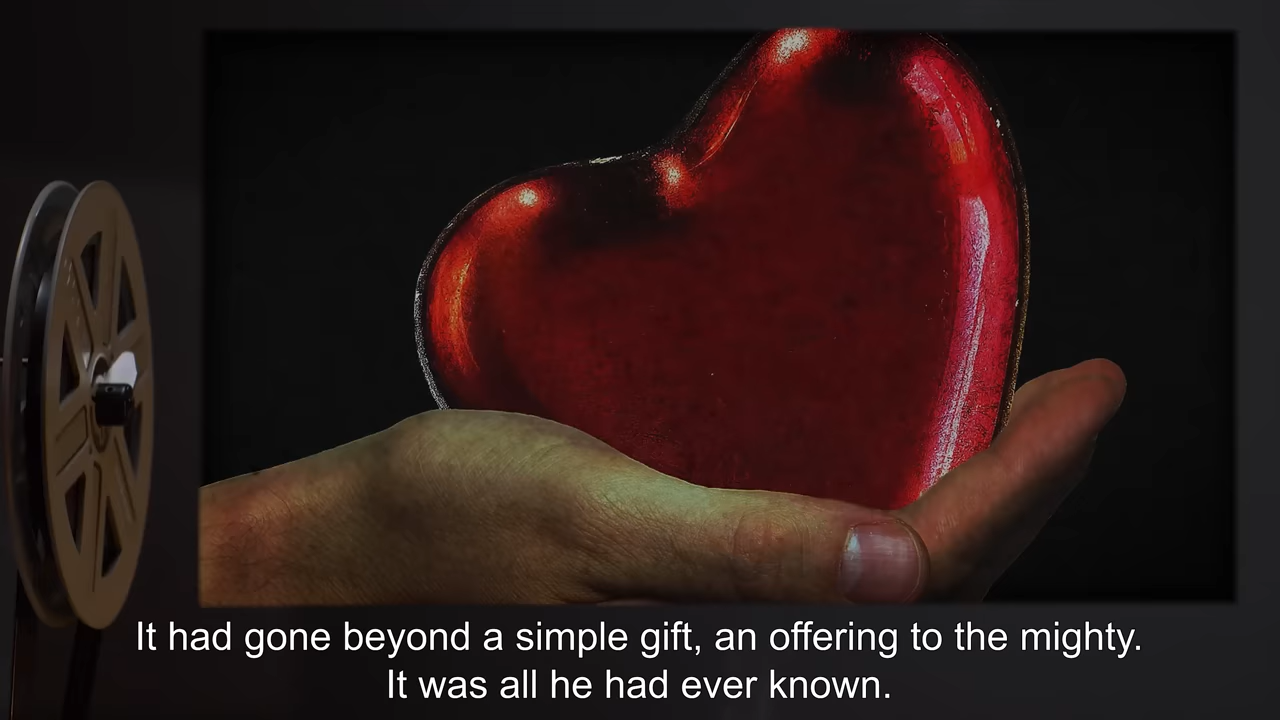 It had gone beyond a simple gift, an offering to the mighty.
It was all he had ever known.